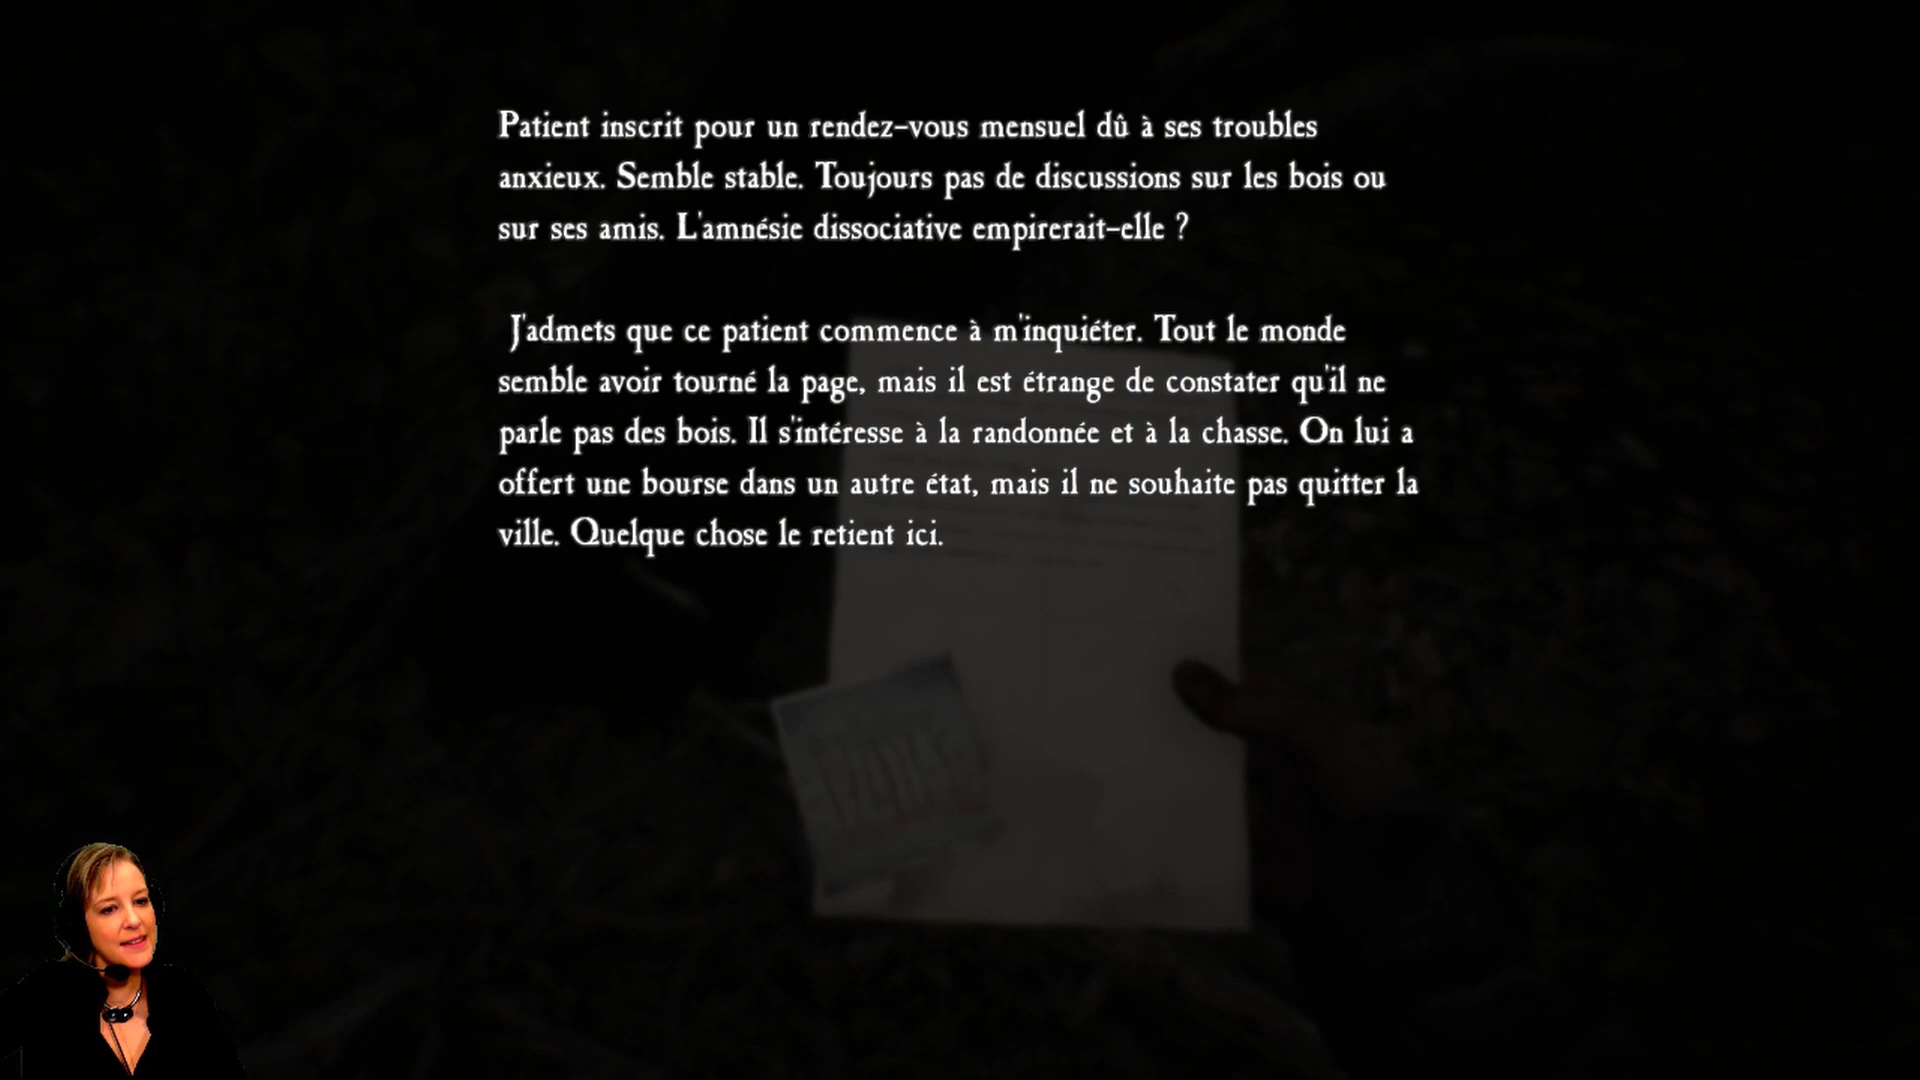 Patient inscrit pour un rendez-vous mensuel dû à ses troubles
anxieux. Semble stable. Toujours pas de discussions sur les bois ou
sur ses amis. L'amnésie dissociative empirerait-elle ?
J'admets que ce patient commence à m'inquiéter. Tout le monde
semble avoir tourné la page, mais il est étrange de constater qu'il ne
parle pas des bois. Il s'intéresse à la randonnée et à la chasse. On lui a
offert une bourse dans un autre état, mais il ne souhaite pas quitter la
ville. Quelque chose le retient ici.